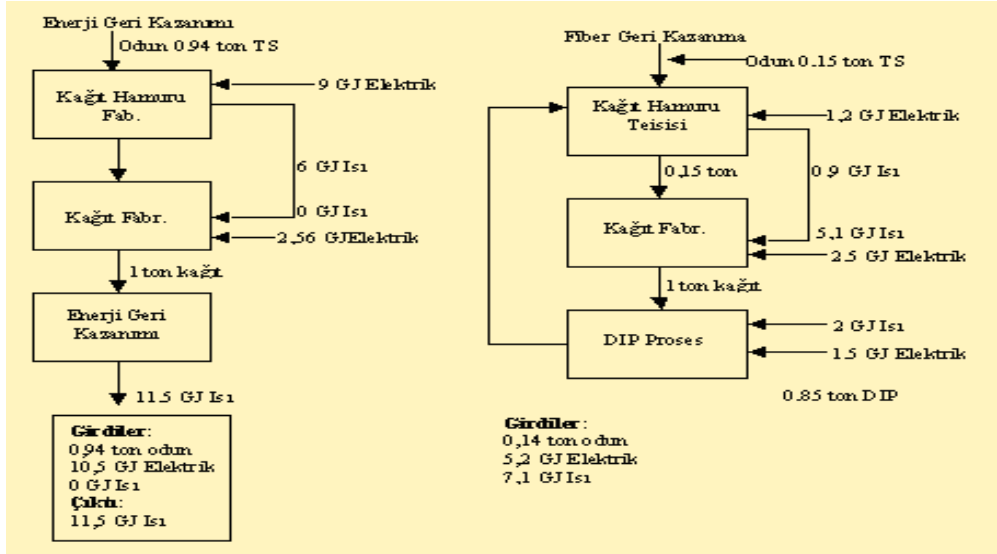 Enerji Geri Kazanımı
Odun 0.94 ton TS
Kağıt Hamuru
Fab.
9 GJ Elektrik
6 GJ Isı
Kağıt Fabr.
0 GJ Isı
2,56 GJElektrik
1 ton kağıt
Enerji Geri
Kazanımı
11.5 GJ Isı
Girdiler:
0,94 ton odun
10,5 GJ Elektrik
0 GJ Isı
Çıktı:
11,5 GJ Isı
Fiber Geri Kazanma
Odun 0.15 ton TS
Kağıt Hamuru
Teisisi
1,2 GJ Elektrik
0,15 ton
0,9 GJ Isı
Kağıt Fabr.
5,1 GJ Isı
2.5 GJ Elektrik
1 ton kağıt
DIP Proses
2 GJ Isı
1.5 GJ Elektrik
0.85 ton DIP
Girdiler:
0,14 ton odun
5,2 GJ Elektrik
7,1 GJ Isı